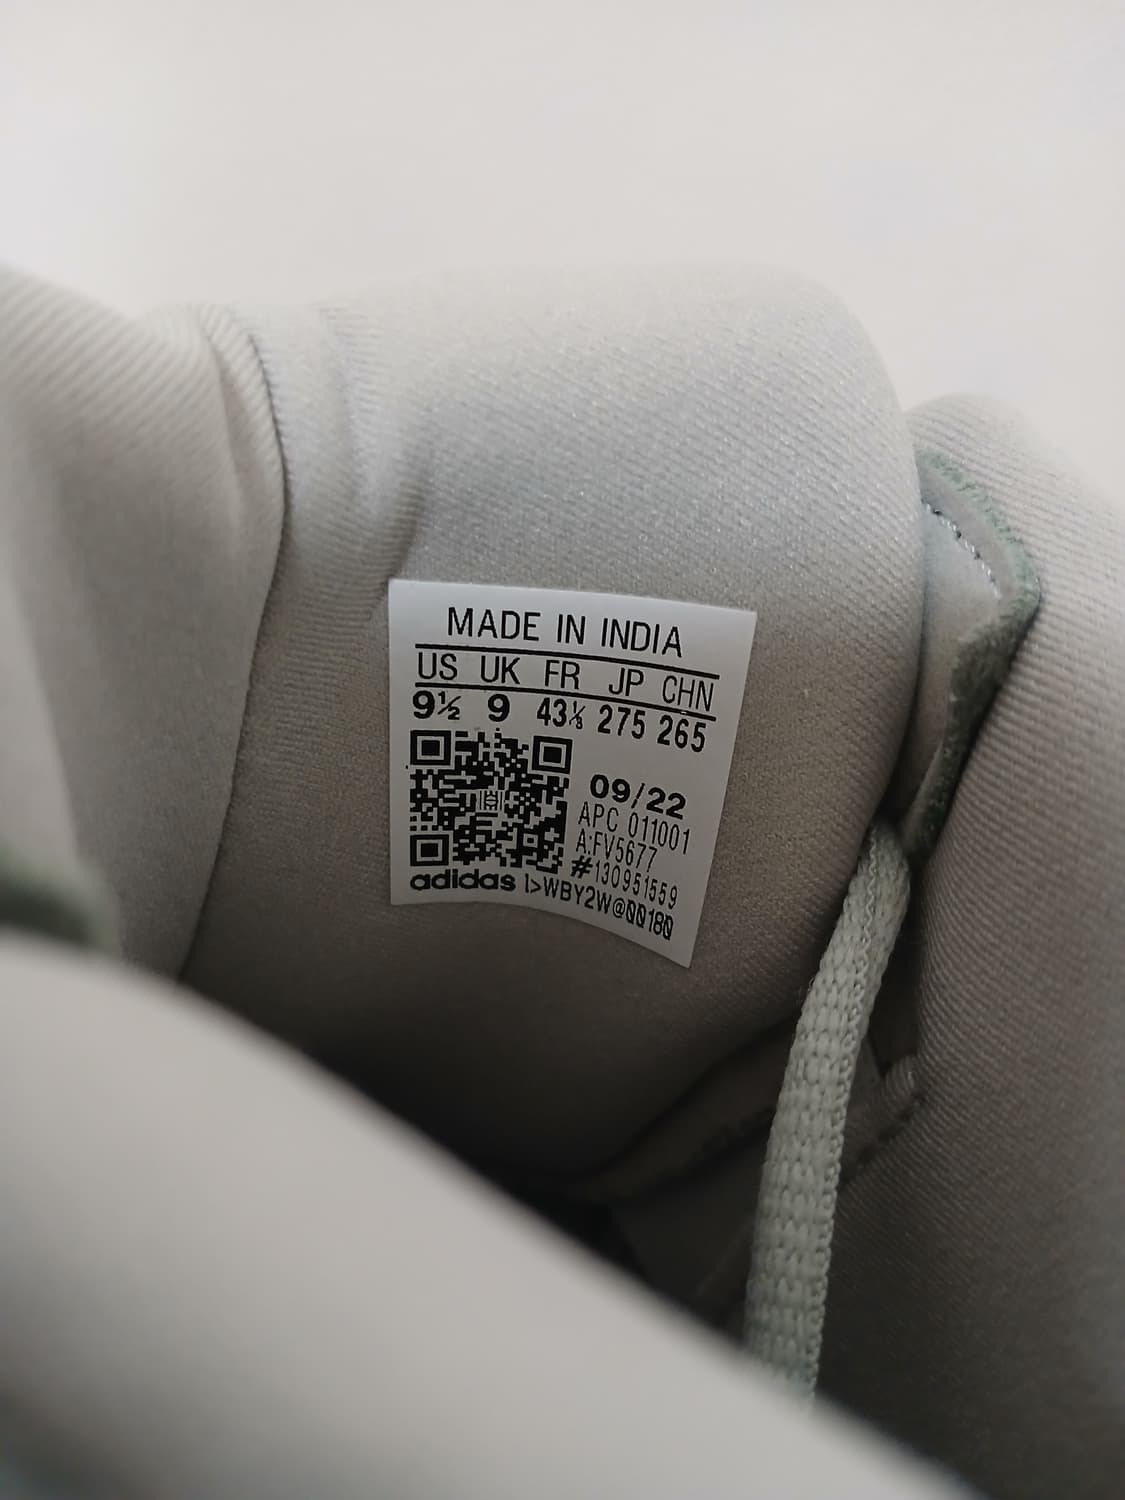 MADE IN INDIA
US UK FR JP CHN
9½ 9 43⅓ 275 265
09/22
APC 011001
A:FV5677
#130951559
adidas I>WBY2W@00180